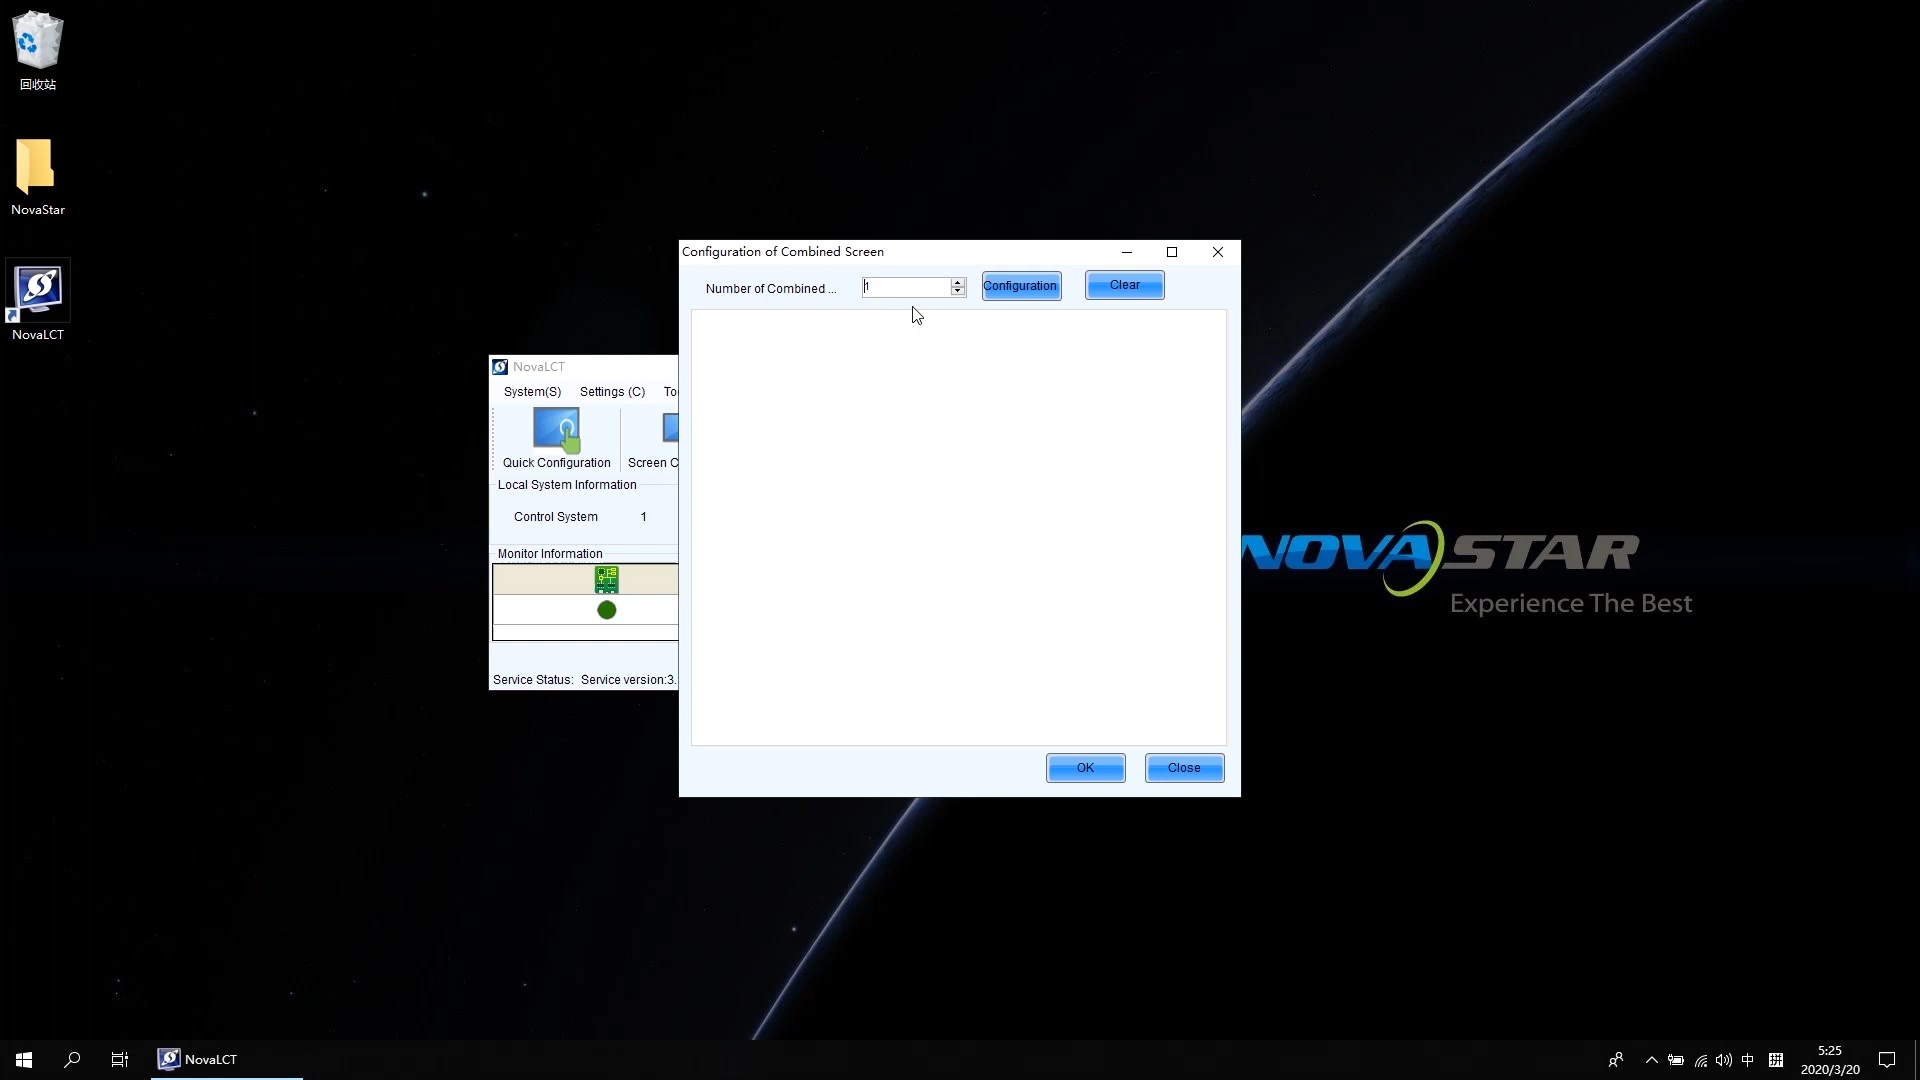 回收站
NovaStar
NovaLCT
Configuration of Combined Screen
Number of Combined ...
1
Configuration
Clear
NovaLCT
System(S)
Settings (C)
To
Quick Configuration
Screen C
Local System Information
Control System
1
Monitor Information
Service Status:
Service version:3.
OK
Close
NOVASTAR
Experience The Best
NovaLCT
中
拼
5:25
2020/3/20